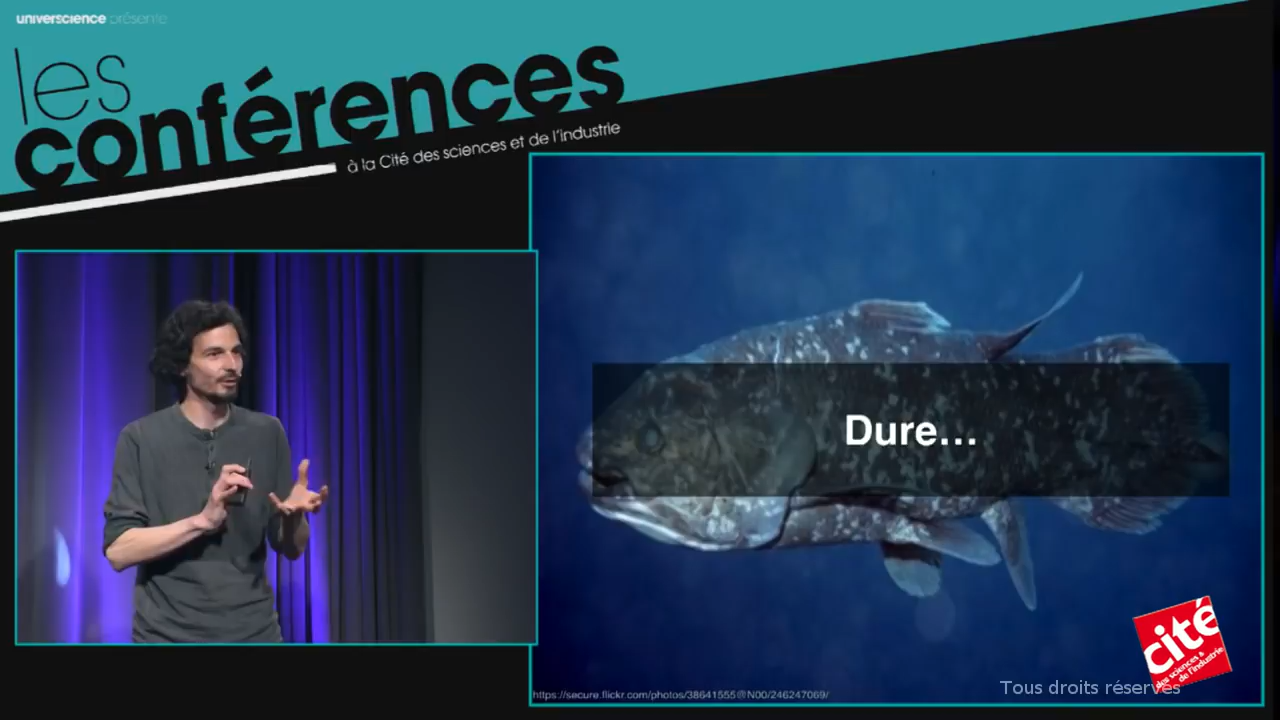 universcience présente
les
conférences
à la Cité des sciences et de l'industrie
Dure...
cité
des sciences &
de l'industrie
Tous droits réservés
https://secure.flickr.com/photos/38641555@N00/246247069/